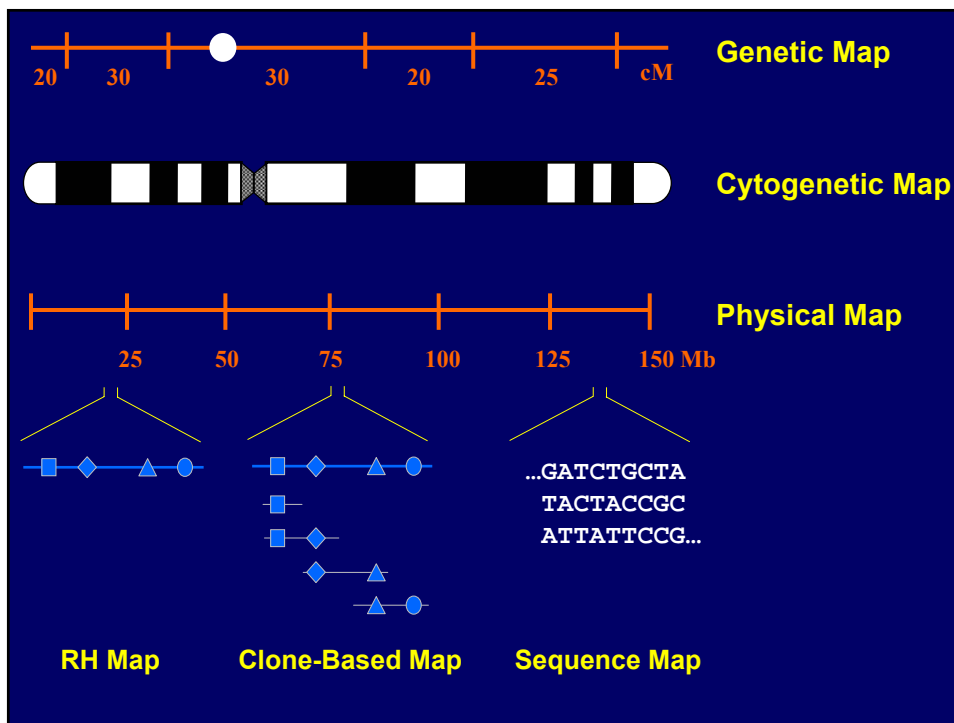 Genetic Map
20 30 30 20 25 cM
Cytogenetic Map
Physical Map
25 50 75 100 125 150 Mb
...GATCTGCTA
TACTACCGC
ATTATTCCG...
RH Map Clone-Based Map Sequence Map